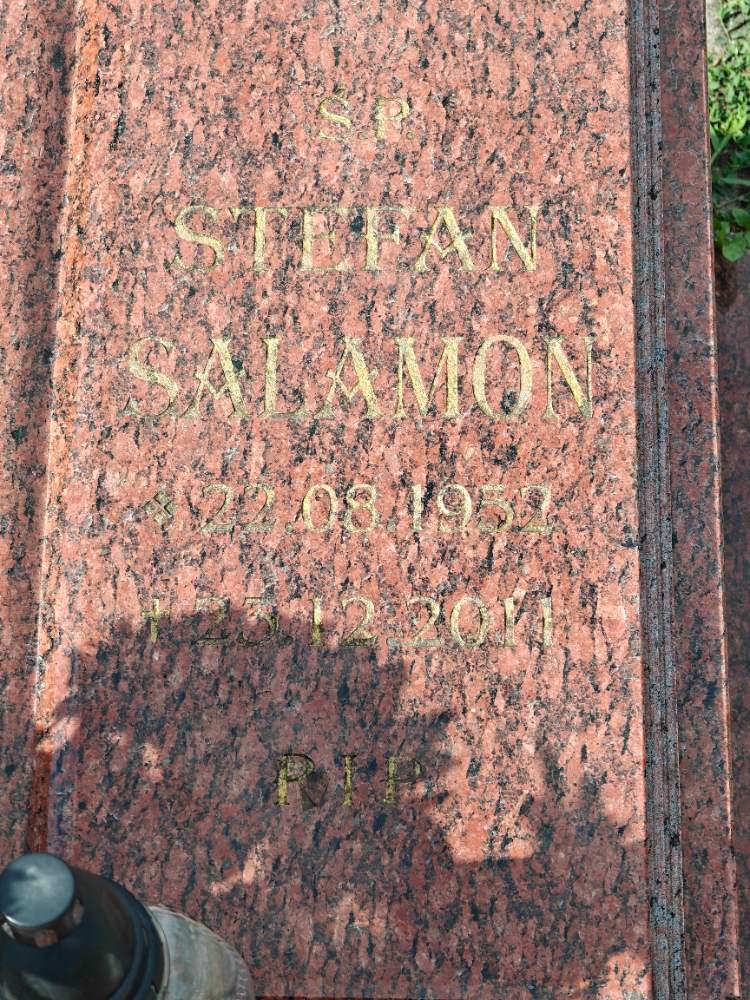 Ś.P.
STEFAN
SALAMON
22.08.1952
✝ 23.12.2011
RIP